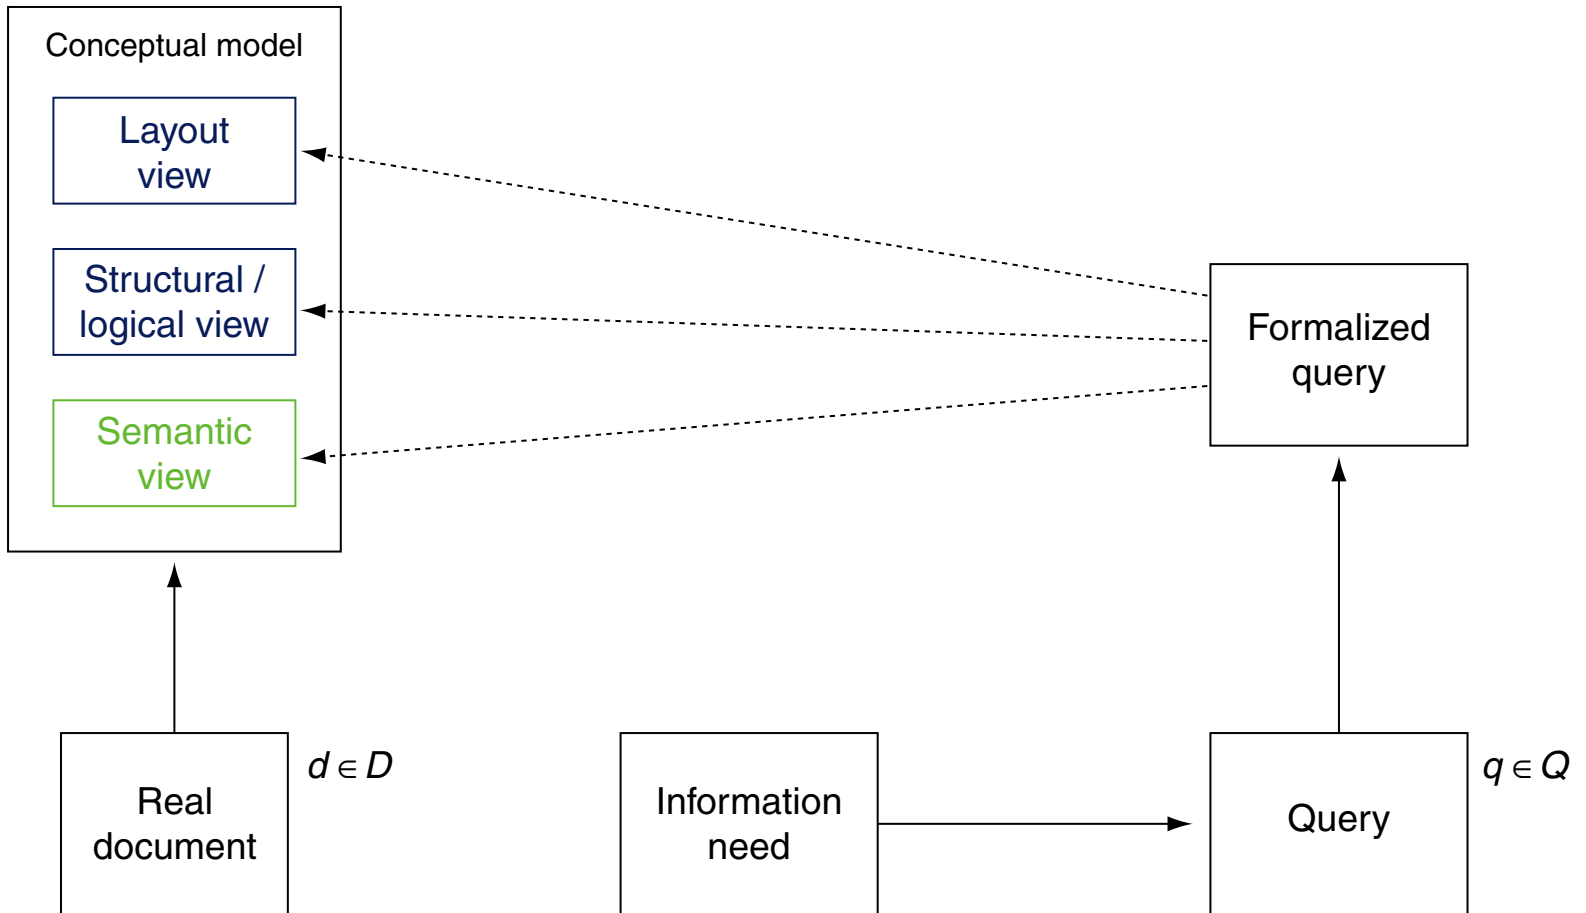 Conceptual model
Layout
view
Structural /
logical view
Semantic
view
Formalized
query
Real
document
d ∈ D
Information
need
Query
q ∈ Q